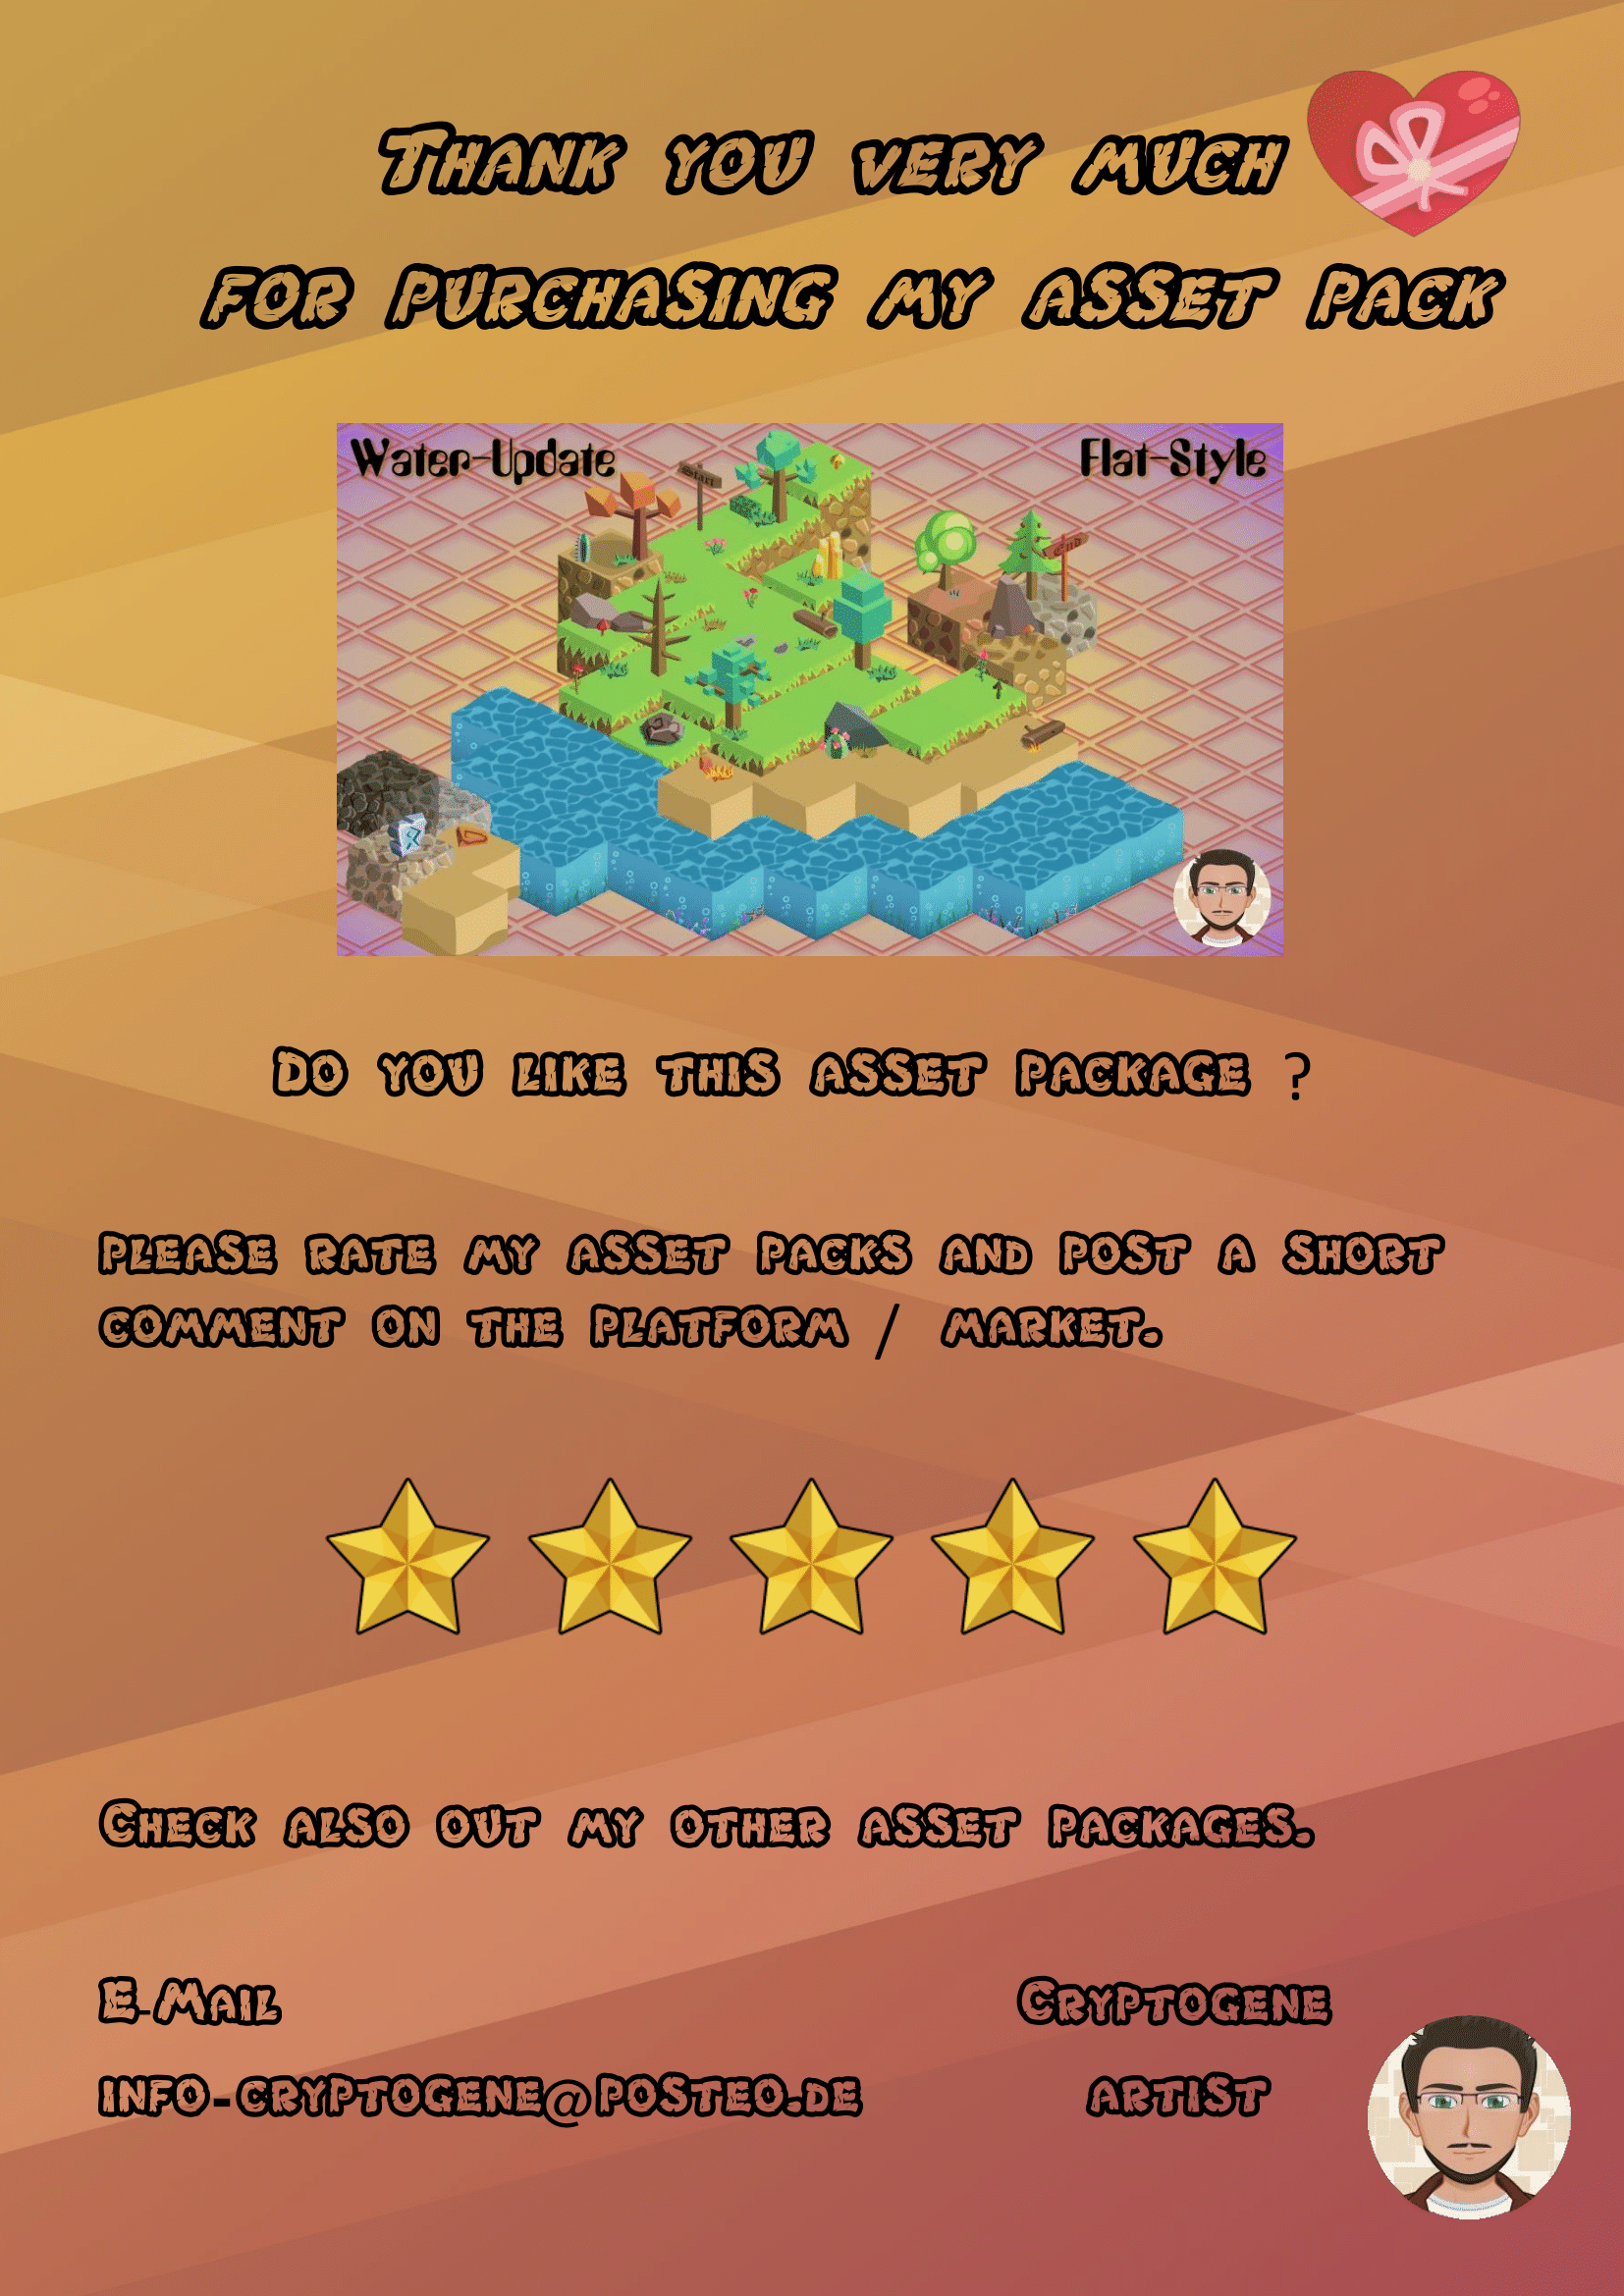 Thank you very much
for purchasing my asset pack
Water-Update
Flat-Style
Start
End
Do you like this asset package ?
Please rate my asset packs and post a short
comment on the platform / market.
Check also out my other asset packages.
E-Mail
Cryptogene
info-cryptogene@posteo.de
artist